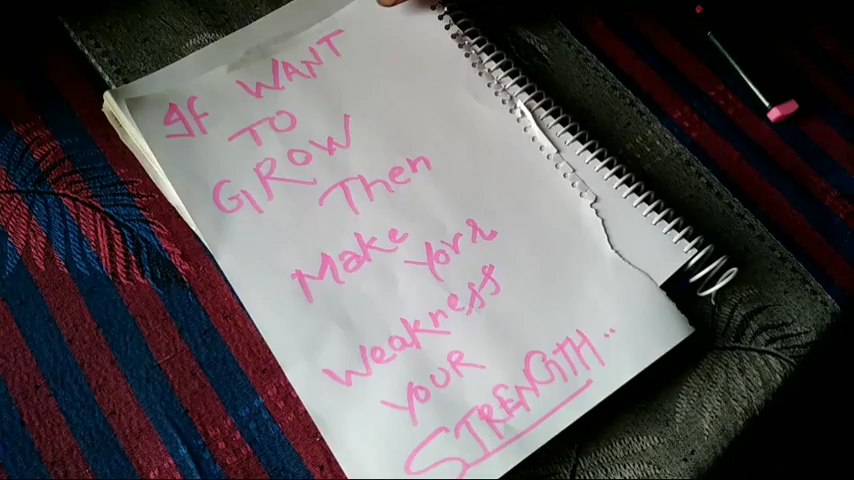 If WANT
TO
GROW
Then
Make your
Weakness
YOUR
STRENGTH..